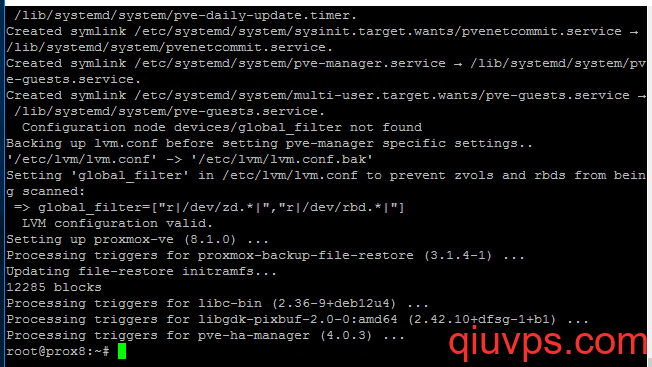 /lib/systemd/system/pve-daily-update.timer.
Created symlink /etc/systemd/system/sysinit.target.wants/pvenetcommit.service →
/lib/systemd/system/pvenetcommit.service.
Created symlink /etc/systemd/system/pve-manager.service → /lib/systemd/system/pv
e-guests.service.
Created symlink /etc/systemd/system/multi-user.target.wants/pve-guests.service →
 /lib/systemd/system/pve-guests.service.
  Configuration node devices/global_filter not found
Backing up lvm.conf before setting pve-manager specific settings..
'/etc/lvm/lvm.conf' -> '/etc/lvm/lvm.conf.bak'
Setting 'global_filter' in /etc/lvm/lvm.conf to prevent zvols and rbds from bein
g scanned:
 => global_filter=["r|/dev/zd.*|","r|/dev/rbd.*|"]
  LVM configuration valid.
Setting up proxmox-ve (8.1.0) ...
Processing triggers for proxmox-backup-file-restore (3.1.4-1) ...
Updating file-restore initramfs...
12285 blocks
Processing triggers for libc-bin (2.36-9+deb12u4) ...
Processing triggers for libgdk-pixbuf-2.0-0:amd64 (2.42.10+dfsg-1+b1) ...
Processing triggers for pve-ha-manager (4.0.3) ...
root@prox8:~#
qiuvps.com